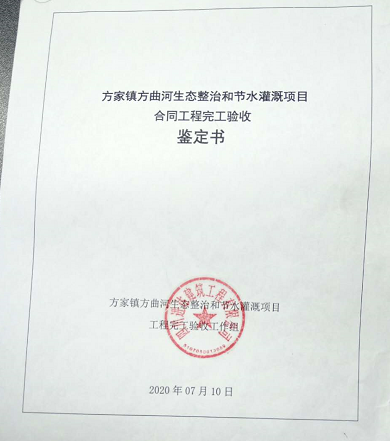 方家镇方曲河生态整治和节水灌溉项目
合同工程完工验收
鉴定书
方家镇方曲河生态整治和节水灌溉项目
工程完工验收工作组
2020 年 07 月 10 日